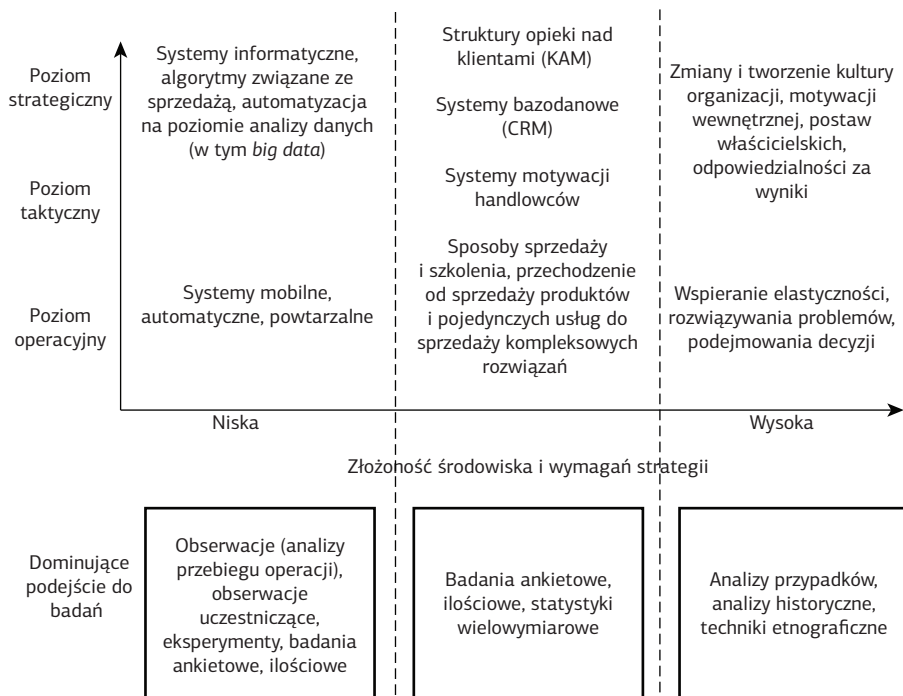 Poziom
strategiczny
Systemy informatyczne,
algorytmy związane ze
sprzedażą, automatyzacja
na poziomie analizy danych
(w tym big data)
Struktury opieki nad
klientami (KAM)
Systemy bazodanowe
(CRM)
Systemy motywacji
handlowców
Zmiany i tworzenie kultury
organizacji, motywacji
wewnętrznej, postaw
właścicielskich,
odpowiedzialności za
wyniki
Poziom
taktyczny
Poziom
operacyjny
Systemy mobilne,
automatyczne, powtarzalne
Sposoby sprzedaży
i szkolenia, przechodzenie
od sprzedaży produktów
i pojedynczych usług do
sprzedaży kompleksowych
rozwiązań
Wspieranie elastyczności,
rozwiązywania problemów,
podejmowania decyzji
Niska
Wysoka
Złożoność środowiska i wymagań strategii
Dominujące
podejście do
badań
Obserwacje (analizy
przebiegu operacji),
obserwacje
uczestniczące,
eksperymenty, badania
ankietowe, ilościowe
Badania ankietowe,
ilościowe, statystyki
wielowymiarowe
Analizy przypadków,
analizy historyczne,
techniki etnograficzne